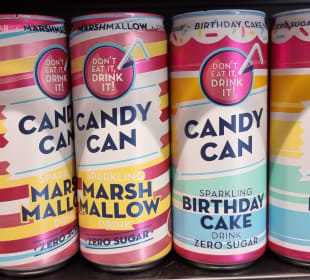 MARSHMALLOW
DON'T
EAT IT,
DRINK
IT!
CANDY
CAN
SPARKLING
MARSH
MALLOW
DRINK
ZERO SUGAR
MARSHMALLOW
DON'T
EAT IT,
DRINK
IT!
CANDY
CAN
SPARKLING
MARSH
MALLOW
DRINK
ZERO SUGAR
BIRTHDAY CAKE
DON'T
EAT IT,
DRINK
IT!
CANDY
CAN
SPARKLING
BIRTHDAY
CAKE
DRINK
ZERO SUGAR